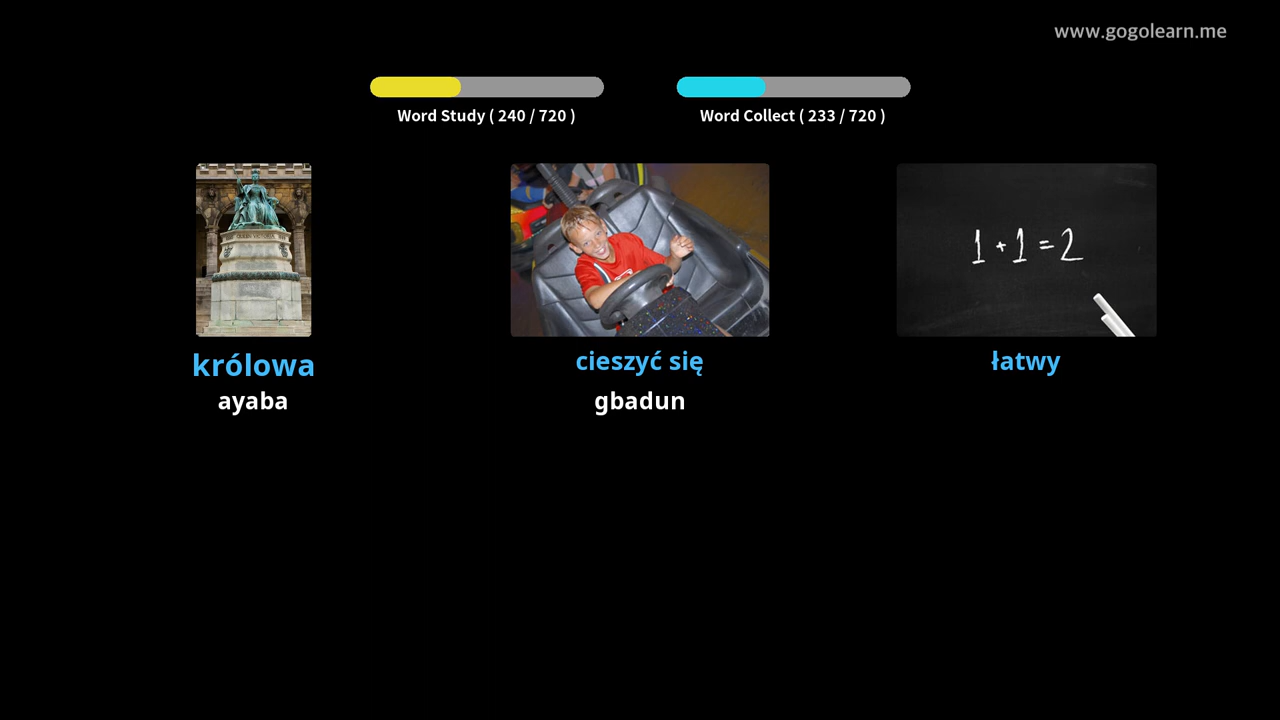 www.gogolearn.me
Word Study ( 240 / 720 )
Word Collect ( 233 / 720 )
1 + 1 = 2
królowa
cieszyć się
łatwy
ayaba
gbadun